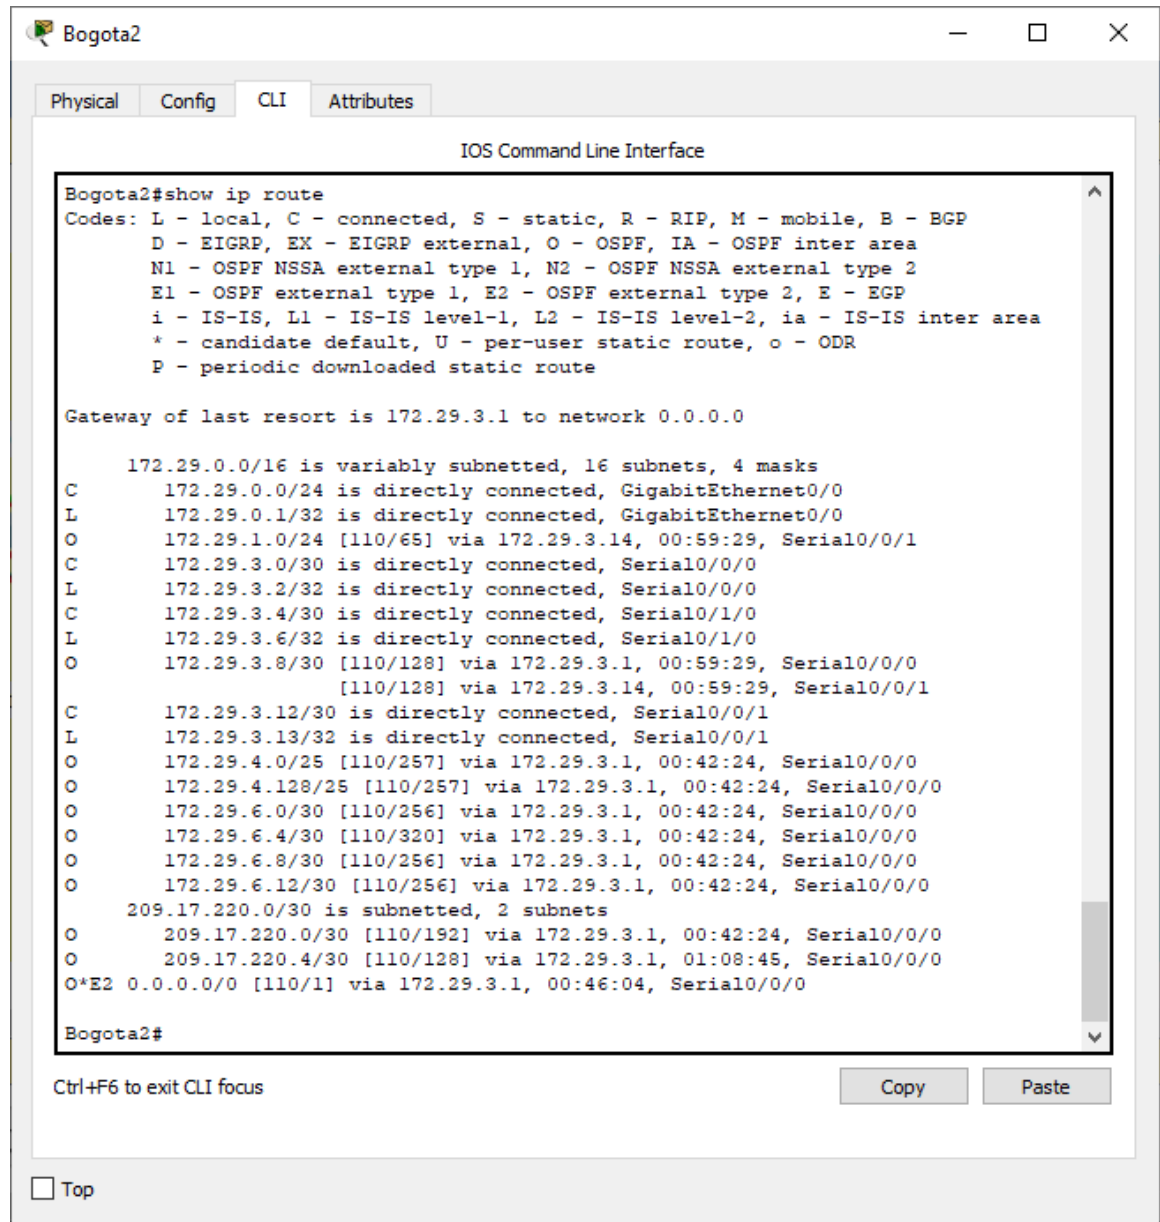 Bogota2
Physical Config CLI Attributes
IOS Command Line Interface
Bogota2#show ip route
Codes: L - local, C - connected, S - static, R - RIP, M - mobile, B - BGP
D - EIGRP, EX - EIGRP external, O - OSPF, IA - OSPF inter area
N1 - OSPF NSSA external type 1, N2 - OSPF NSSA external type 2
E1 - OSPF external type 1, E2 - OSPF external type 2, E - EGP
i - IS-IS, L1 - IS-IS level-1, L2 - IS-IS level-2, ia - IS-IS inter area
* - candidate default, U - per-user static route, o - ODR
P - periodic downloaded static route
Gateway of last resort is 172.29.3.1 to network 0.0.0.0
172.29.0.0/16 is variably subnetted, 16 subnets, 4 masks
C 172.29.0.0/24 is directly connected, GigabitEthernet0/0
L 172.29.0.1/32 is directly connected, GigabitEthernet0/0
O 172.29.1.0/24 [110/65] via 172.29.3.14, 00:59:29, Serial0/0/1
C 172.29.3.0/30 is directly connected, Serial0/0/0
L 172.29.3.2/32 is directly connected, Serial0/0/0
C 172.29.3.4/30 is directly connected, Serial0/1/0
L 172.29.3.6/32 is directly connected, Serial0/1/0
O 172.29.3.8/30 [110/128] via 172.29.3.1, 00:59:29, Serial0/0/0
[110/128] via 172.29.3.14, 00:59:29, Serial0/0/1
C 172.29.3.12/30 is directly connected, Serial0/0/1
L 172.29.3.13/32 is directly connected, Serial0/0/1
O 172.29.4.0/25 [110/257] via 172.29.3.1, 00:42:24, Serial0/0/0
O 172.29.4.128/25 [110/257] via 172.29.3.1, 00:42:24, Serial0/0/0
O 172.29.6.0/30 [110/256] via 172.29.3.1, 00:42:24, Serial0/0/0
O 172.29.6.4/30 [110/320] via 172.29.3.1, 00:42:24, Serial0/0/0
O 172.29.6.8/30 [110/256] via 172.29.3.1, 00:42:24, Serial0/0/0
O 172.29.6.12/30 [110/256] via 172.29.3.1, 00:42:24, Serial0/0/0
209.17.220.0/30 is subnetted, 2 subnets
O 209.17.220.0/30 [110/192] via 172.29.3.1, 00:42:24, Serial0/0/0
O 209.17.220.4/30 [110/128] via 172.29.3.1, 01:08:45, Serial0/0/0
O*E2 0.0.0.0/0 [110/1] via 172.29.3.1, 00:46:04, Serial0/0/0
Bogota2#
Ctrl+F6 to exit CLI focus
Copy Paste
Top